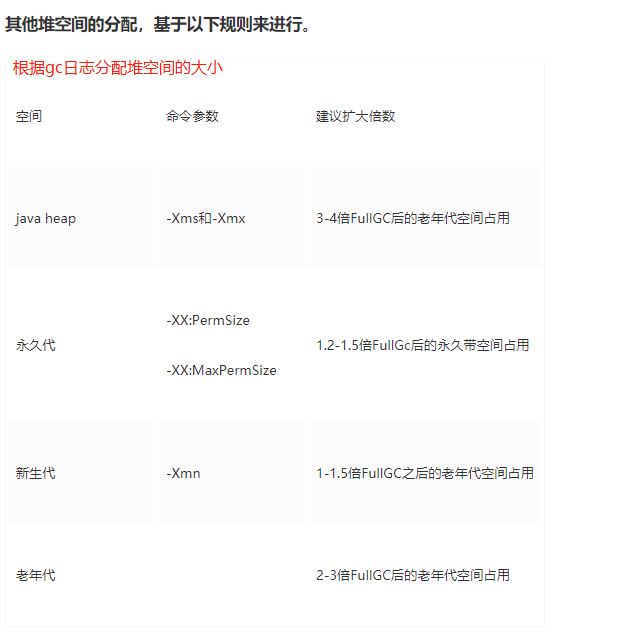 其他堆空间的分配，基于以下规则来进行。
根据gc日志分配堆空间的大小
空间 命令参数 建议扩大倍数
java heap -Xms和-Xmx 3-4倍FullGC后的老年代空间占用
-XX:PermSize
永久代 1.2-1.5倍FullGc后的永久带空间占用
-XX:MaxPermSize
新生代 -Xmn 1-1.5倍FullGC之后的老年代空间占用
老年代 2-3倍FullGC后的老年代空间占用